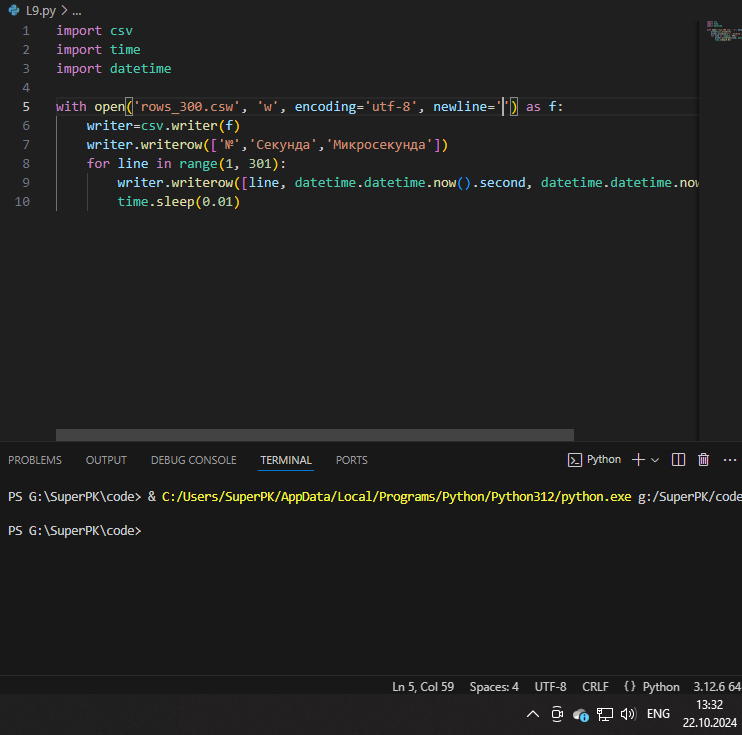 L9.py > ...
1 import csv
2 import time
3 import datetime
4
5 with open('rows_300.csw', 'w', encoding='utf-8', newline='') as f:
6 writer=csv.writer(f)
7 writer.writerow(['№','Секунда','Микросекунда'])
8 for line in range(1, 301):
9 writer.writerow([line, datetime.datetime.now().second, datetime.datetime.now
10 time.sleep(0.01)
PROBLEMS OUTPUT DEBUG CONSOLE TERMINAL PORTS Python
PS G:\SuperPK\code> & C:/Users/SuperPK/AppData/Local/Programs/Python/Python312/python.exe g:/SuperPK/code
PS G:\SuperPK\code>
Ln 5, Col 59 Spaces: 4 UTF-8 CRLF {} Python 3.12.6 64
ENG 13:32
22.10.2024